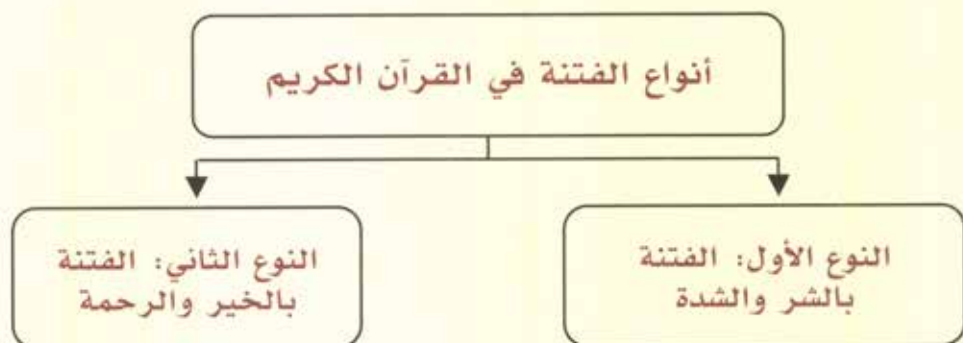 أنواع الفتنة في القرآن الكريم
النوع الأول: الفتنة
بالشر والشدة
النوع الثاني: الفتنة
بالخير والرحمة